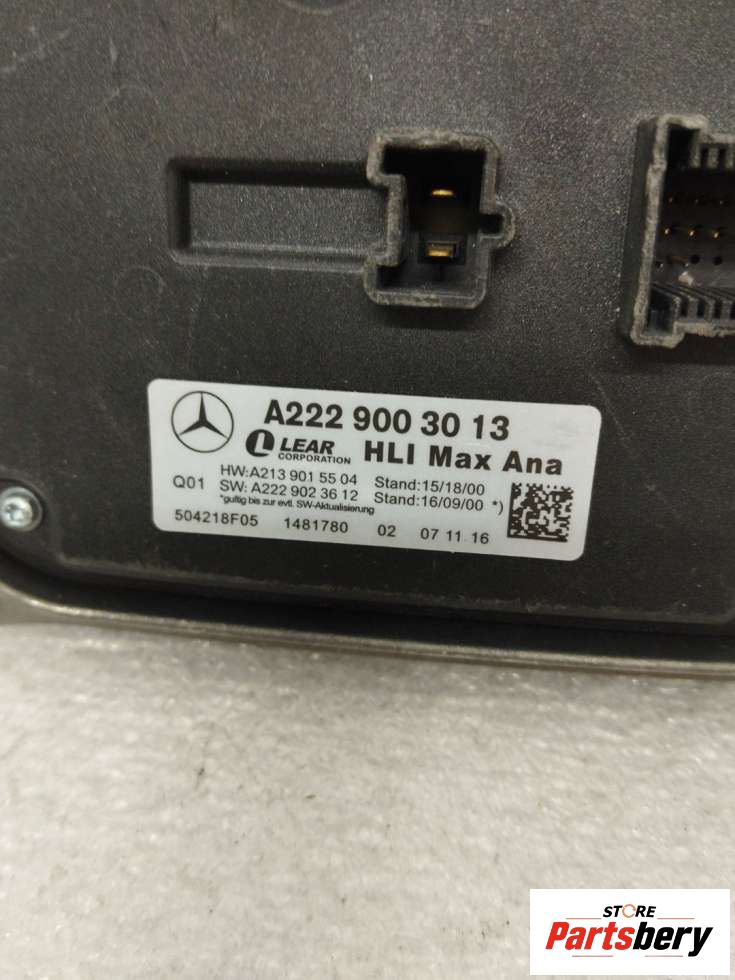 A222 900 30 13
LEAR CORPORATION HLI Max Ana
HW:A213 901 55 04 Stand:15/18/00
Q01 SW: A222 902 36 12 Stand:16/09/00 *)
*gültig bis zur evtl. SW-Aktualisierung
504218F05 1481780 02 07 11 16
STORE
Partsbery